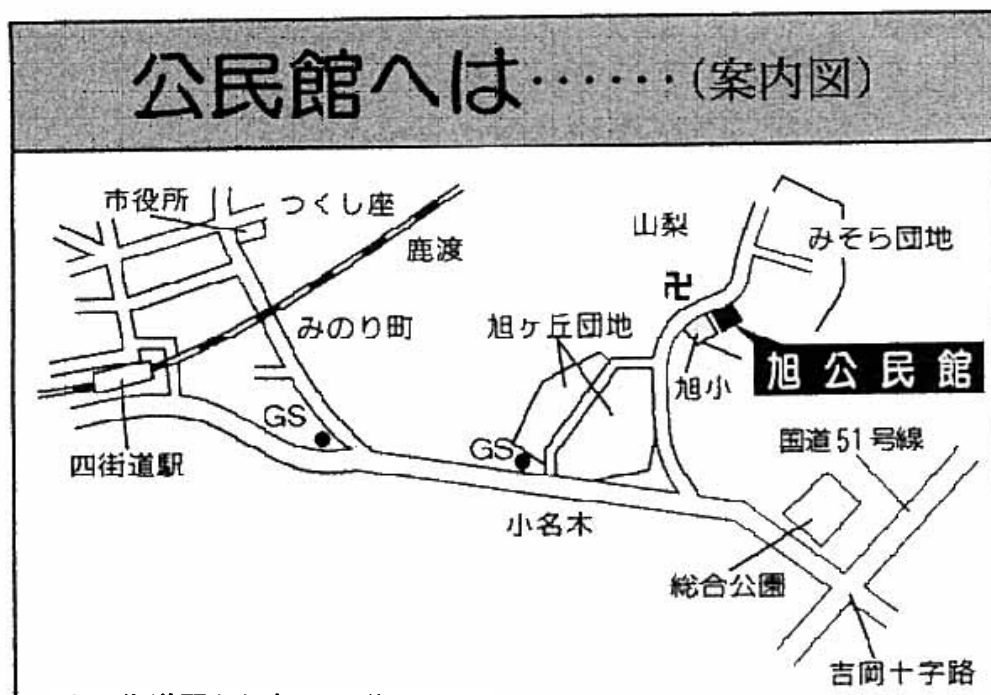 公民館へは……(案内図)
市役所
つくし座
鹿渡
山梨
みそら団地
卍
みのり町
旭ヶ丘団地
旭公民館
旭小
GS
国道51号線
四街道駅
GS
小名木
総合公園
吉岡十字路